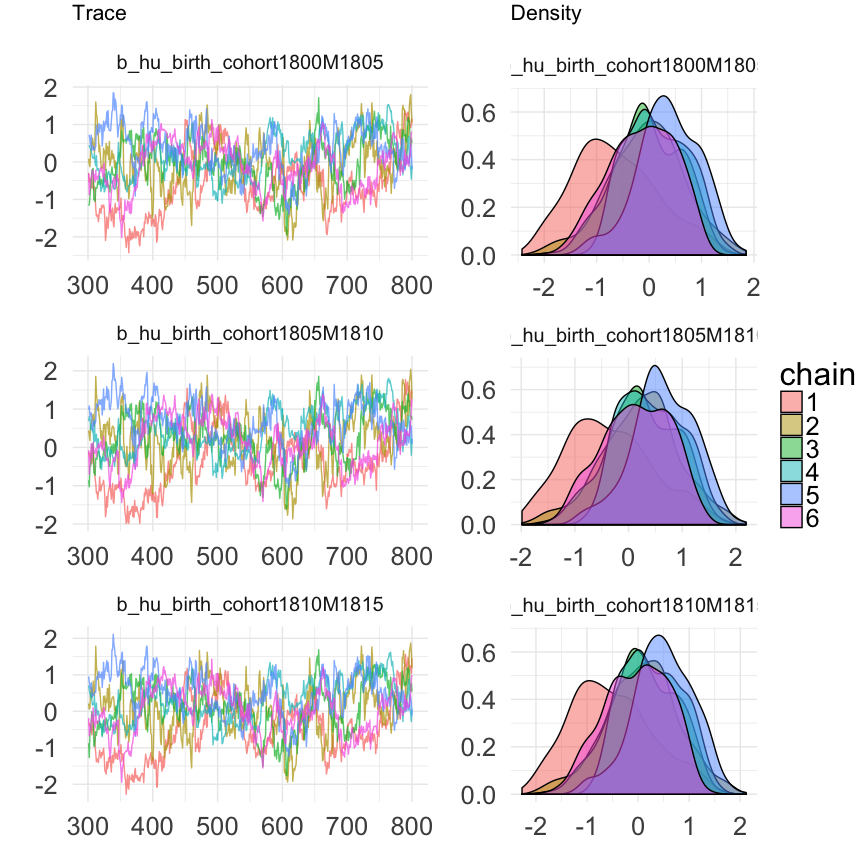 Trace
Density
b_hu_birth_cohort1800M1805
_hu_birth_cohort1800M180
2
1
0
-1
-2
300 400 500 600 700 800
0.6
0.4
0.2
0.0
-2 -1 0 1 2
b_hu_birth_cohort1805M1810
_hu_birth_cohort1805M181
2
1
0
-1
-2
300 400 500 600 700 800
0.6
0.4
0.2
0.0
-2 -1 0 1 2
chain
1
2
3
4
5
6
b_hu_birth_cohort1810M1815
_hu_birth_cohort1810M181
2
1
0
-1
-2
300 400 500 600 700 800
0.6
0.4
0.2
0.0
-2 -1 0 1 2